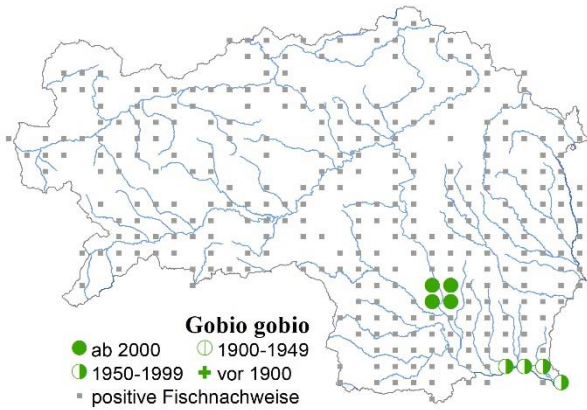 Gobio gobio
ab 2000 1900-1949
1950-1999 vor 1900
positive Fischnachweise